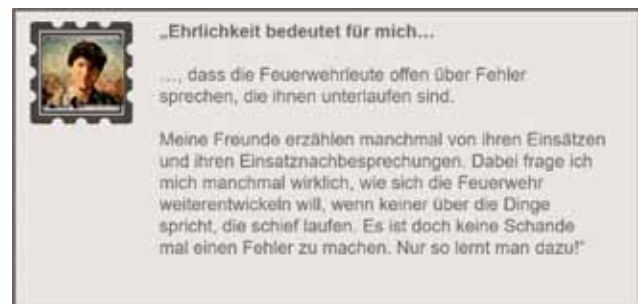 „Ehrlichkeit bedeutet für mich...
..., dass die Feuerwehrleute offen über Fehler
sprechen, die ihnen unterlaufen sind.
Meine Freunde erzählen manchmal von ihren Einsätzen
und ihren Einsatznachbesprechungen. Dabei frage ich
mich manchmal wirklich, wie sich die Feuerwehr
weiterentwickeln will, wenn keiner über die Dinge
spricht, die schief laufen. Es ist doch keine Schande
mal einen Fehler zu machen. Nur so lernt man dazu!“